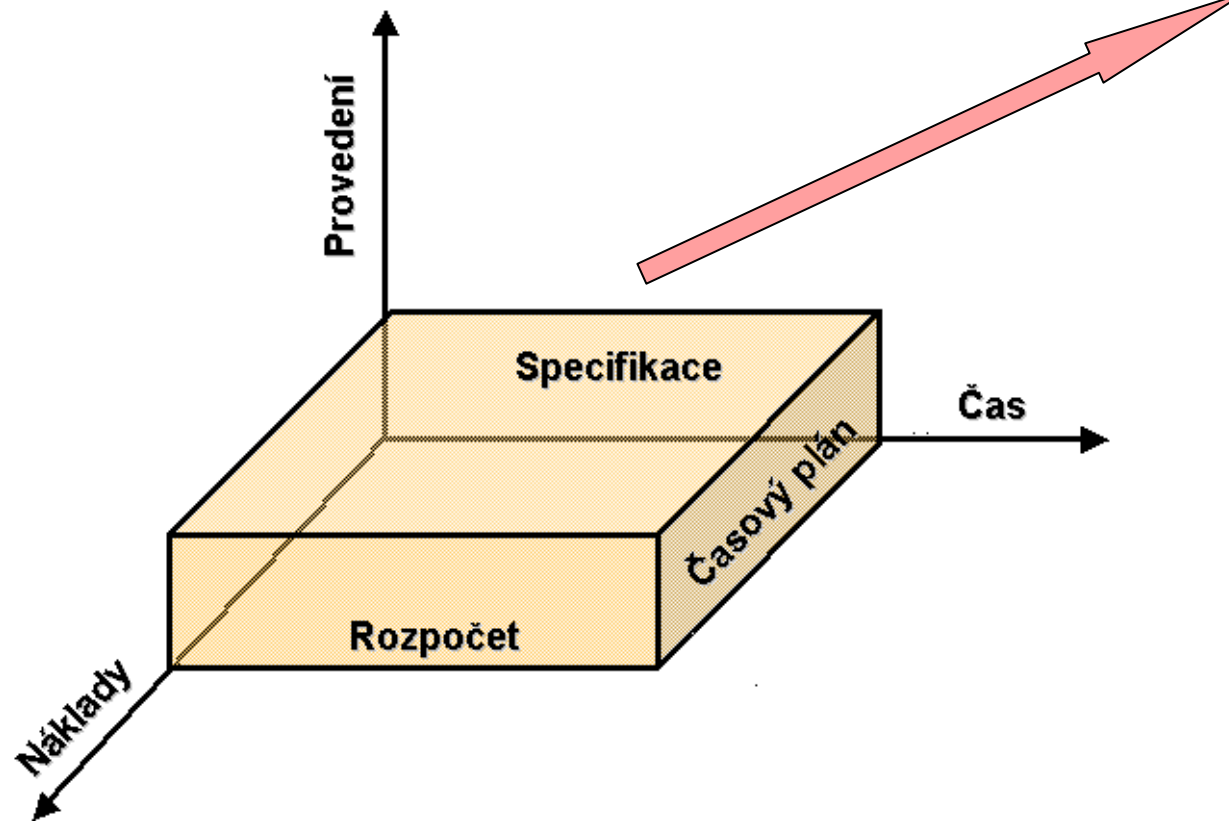 Provedení
Specifikace
Čas
Časový plán
Rozpočet
Náklady